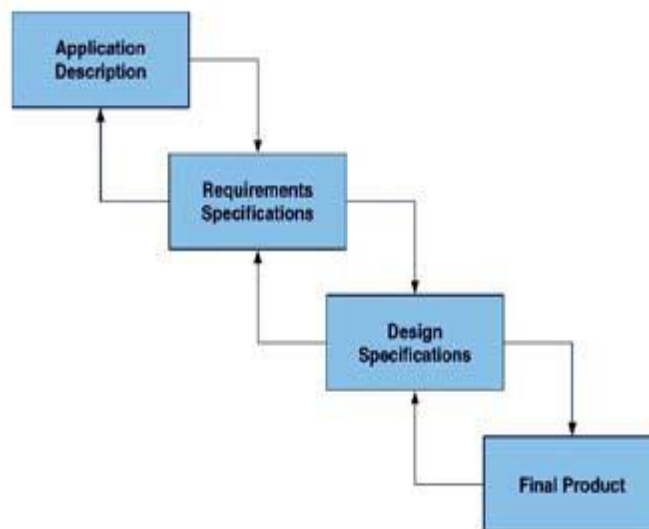 Application
Description
Requirements
Specifications
Design
Specifications
Final Product